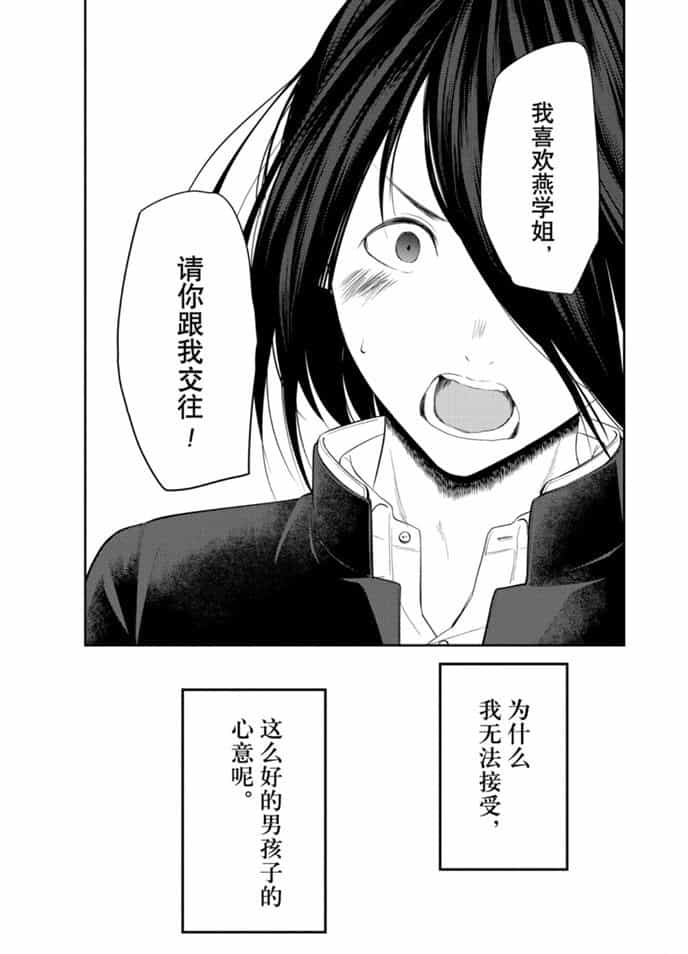 我喜欢燕学姐，
请你跟我交往！
为什么
我无法接受，
这么好的男孩子的
心意呢。